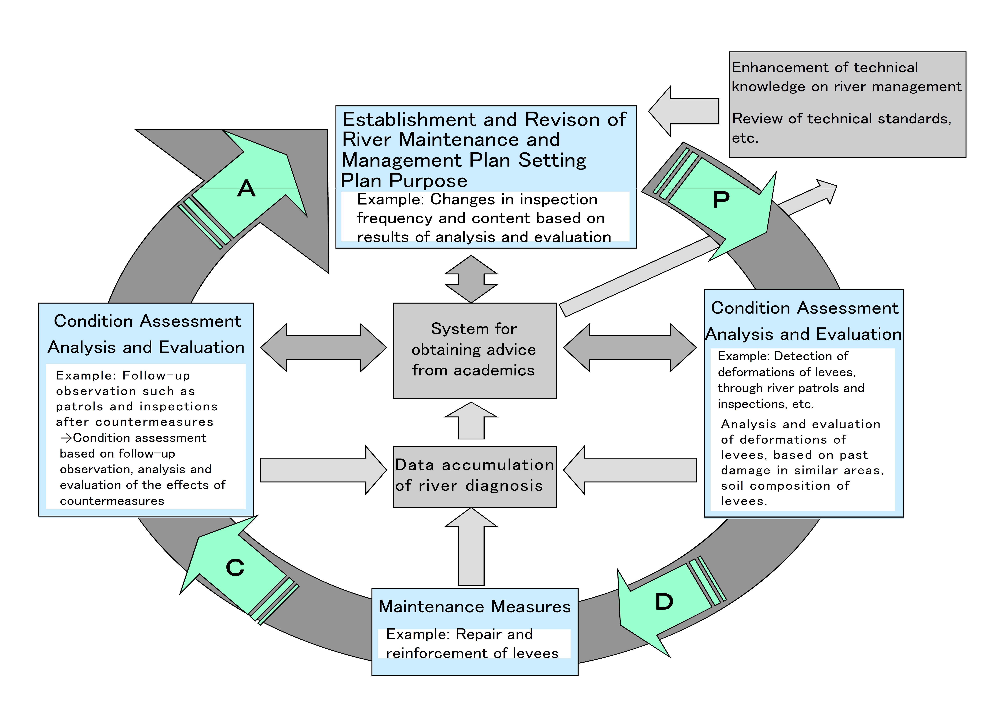 Enhancement of technical
knowledge on river management
Review of technical standards,
etc.
Establishment and Revison of
River Maintenance and
Management Plan Setting
Plan Purpose
Example: Changes in inspection
frequency and content based on
results of analysis and evaluation
A
P
Condition Assessment
Analysis and Evaluation
Example: Follow-up
observation such as
patrols and inspections
after countermeasures
→Condition assessment
based on follow-up
observation, analysis and
evaluation of the effects of
countermeasures
System for
obtaining advice
from academics
Condition Assessment
Analysis and Evaluation
Example: Detection of
deformations of levees,
through river patrols and
inspections, etc.
Analysis and evaluation
of deformations of
levees, based on past
damage in similar areas,
soil composition of
levees.
Data accumulation
of river diagnosis
C
D
Maintenance Measures
Example: Repair and
reinforcement of levees